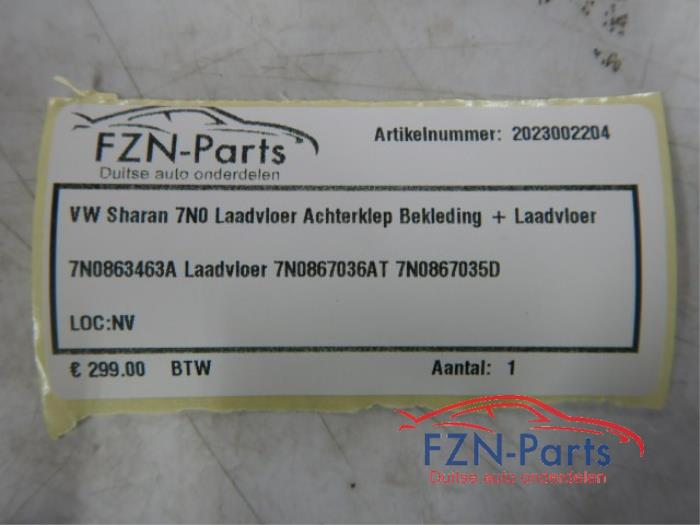 FZN-Parts
Duitse auto onderdelen
Artikelnummer: 2023002204
VW Sharan 7N0 Laadvloer Achterklep Bekleding + Laadvloer
7N0863463A Laadvloer 7N0867036AT 7N0867035D
LOC:NV
€ 299.00 BTW Aantal: 1
FZN-Parts
Duitse auto onderdelen